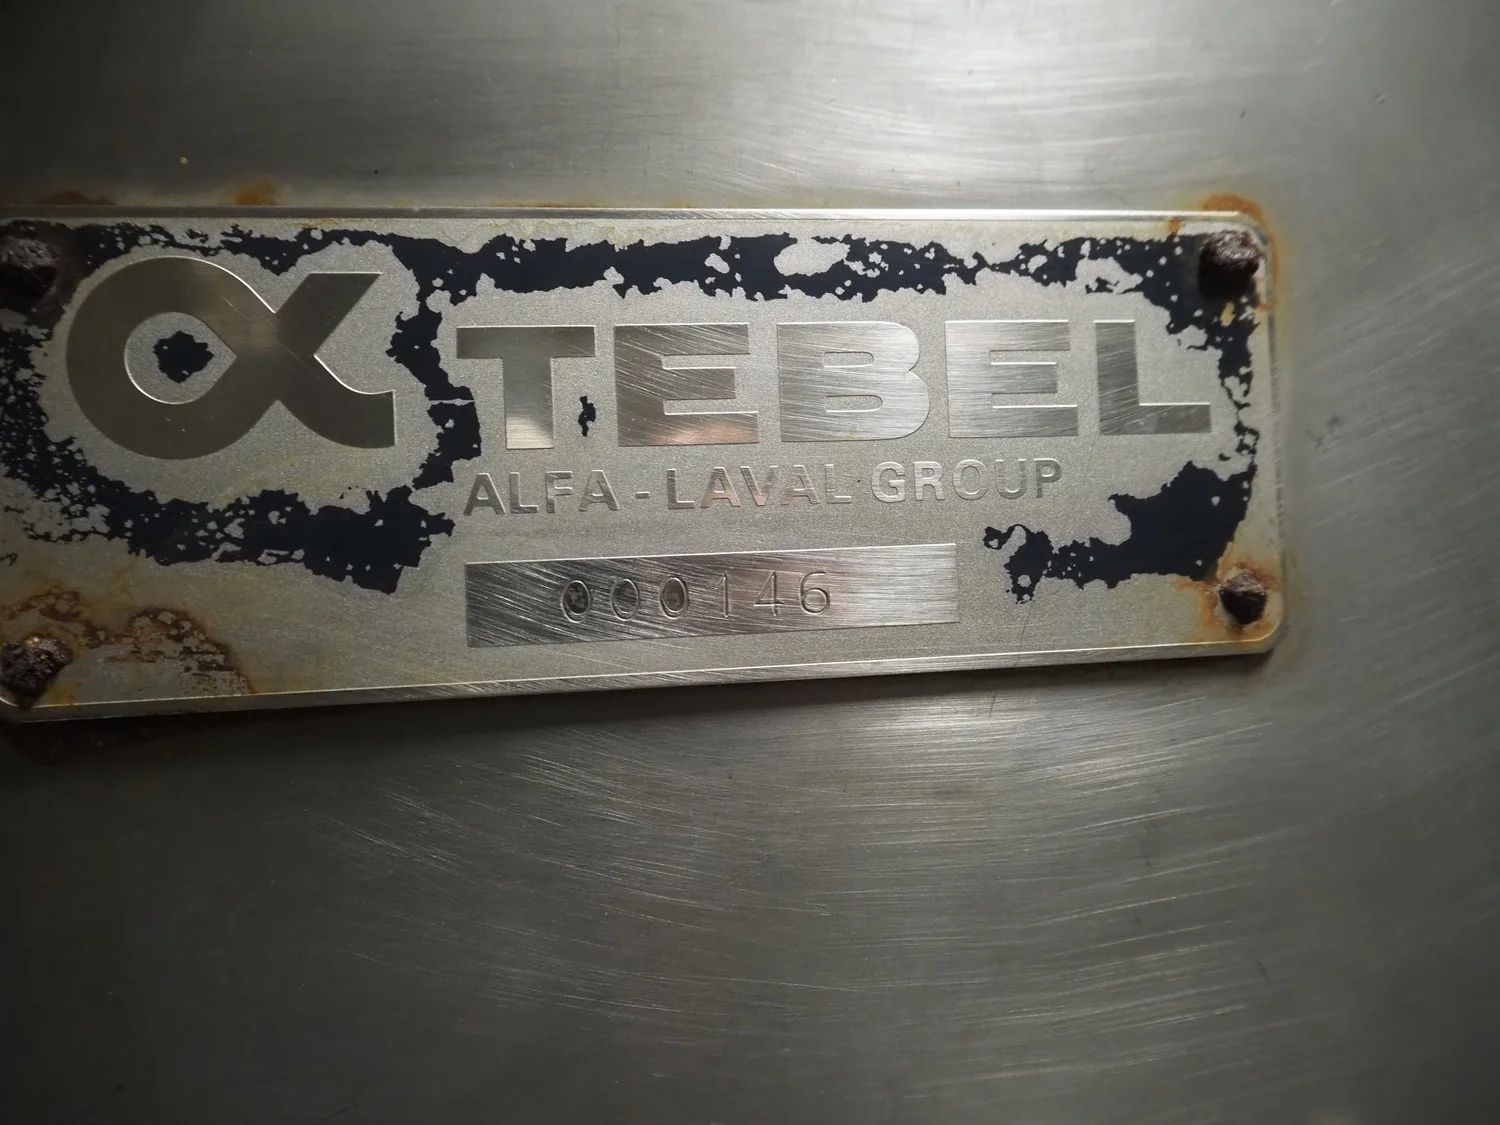 α TEBEL
ALFA-LAVAL GROUP
000146